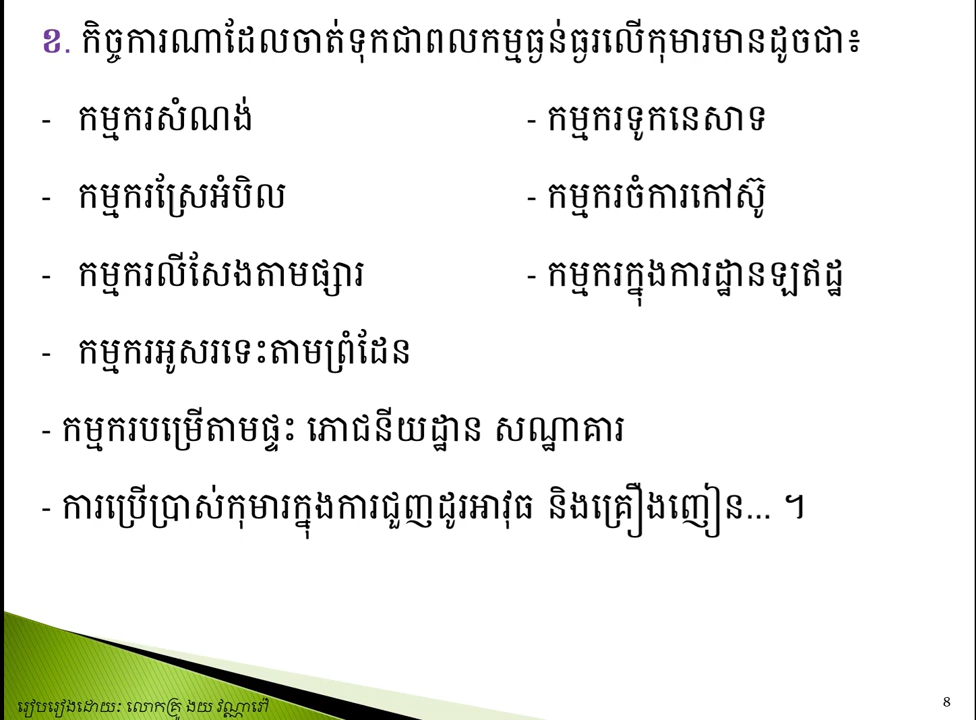 ខ. កិច្ចការណាដែលចាត់ទុកជាពលកម្មធ្ងន់ធ្ងរលើកុមារមានដូចជា៖
- កម្មករសំណង់ - កម្មករទូកនេសាទ
- កម្មករស្រែអំបិល - កម្មករចំការកៅស៊ូ
- កម្មករលីសែងតាមផ្សារ - កម្មករក្នុងការដ្ឋានឡឥដ្ឋ
- កម្មករអូសរទេះតាមព្រំដែន
- កម្មករបម្រើតាមផ្ទះ ភោជនីយដ្ឋាន សណ្ឋាគារ
- ការប្រើប្រាស់កុមារក្នុងការជួញដូរអាវុធ និងគ្រឿងញៀន... ។
រៀបរៀងដោយៈ លោកគ្រូ ងយ វណ្ណារ៉ៅ
8